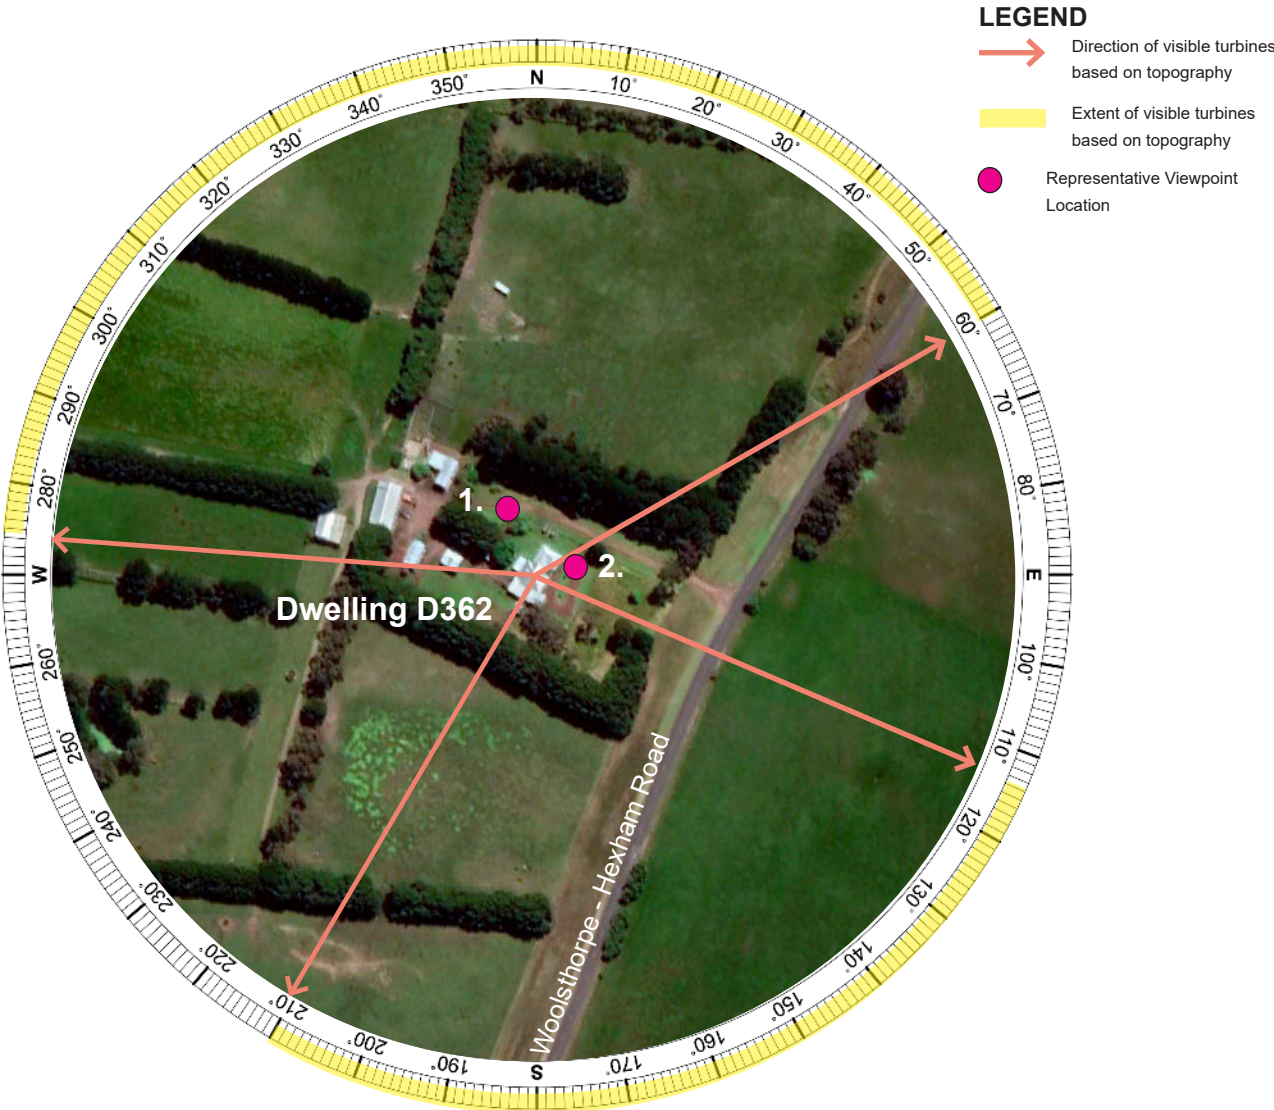 LEGEND
Direction of visible turbines
based on topography
Extent of visible turbines
based on topography
Representative Viewpoint
Location
N
10°
20°
30°
40°
50°
60°
70°
80°
E
100°
110°
120°
130°
140°
150°
160°
170°
S
190°
200°
210°
220°
230°
240°
250°
260°
W
280°
290°
300°
310°
320°
330°
340°
350°
1.
2.
Dwelling D362
Woolsthorpe - Hexham Road